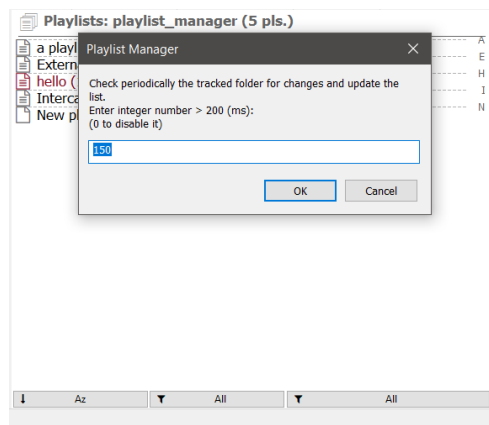 Playlists: playlist_manager (5 pls.)
A
a playl
E
Extern
H
hello (
I
Interca
N
New pl
Playlist Manager
Check periodically the tracked folder for changes and update the
list.
Enter integer number > 200 (ms):
(0 to disable it)
150
OK Cancel
Az All All